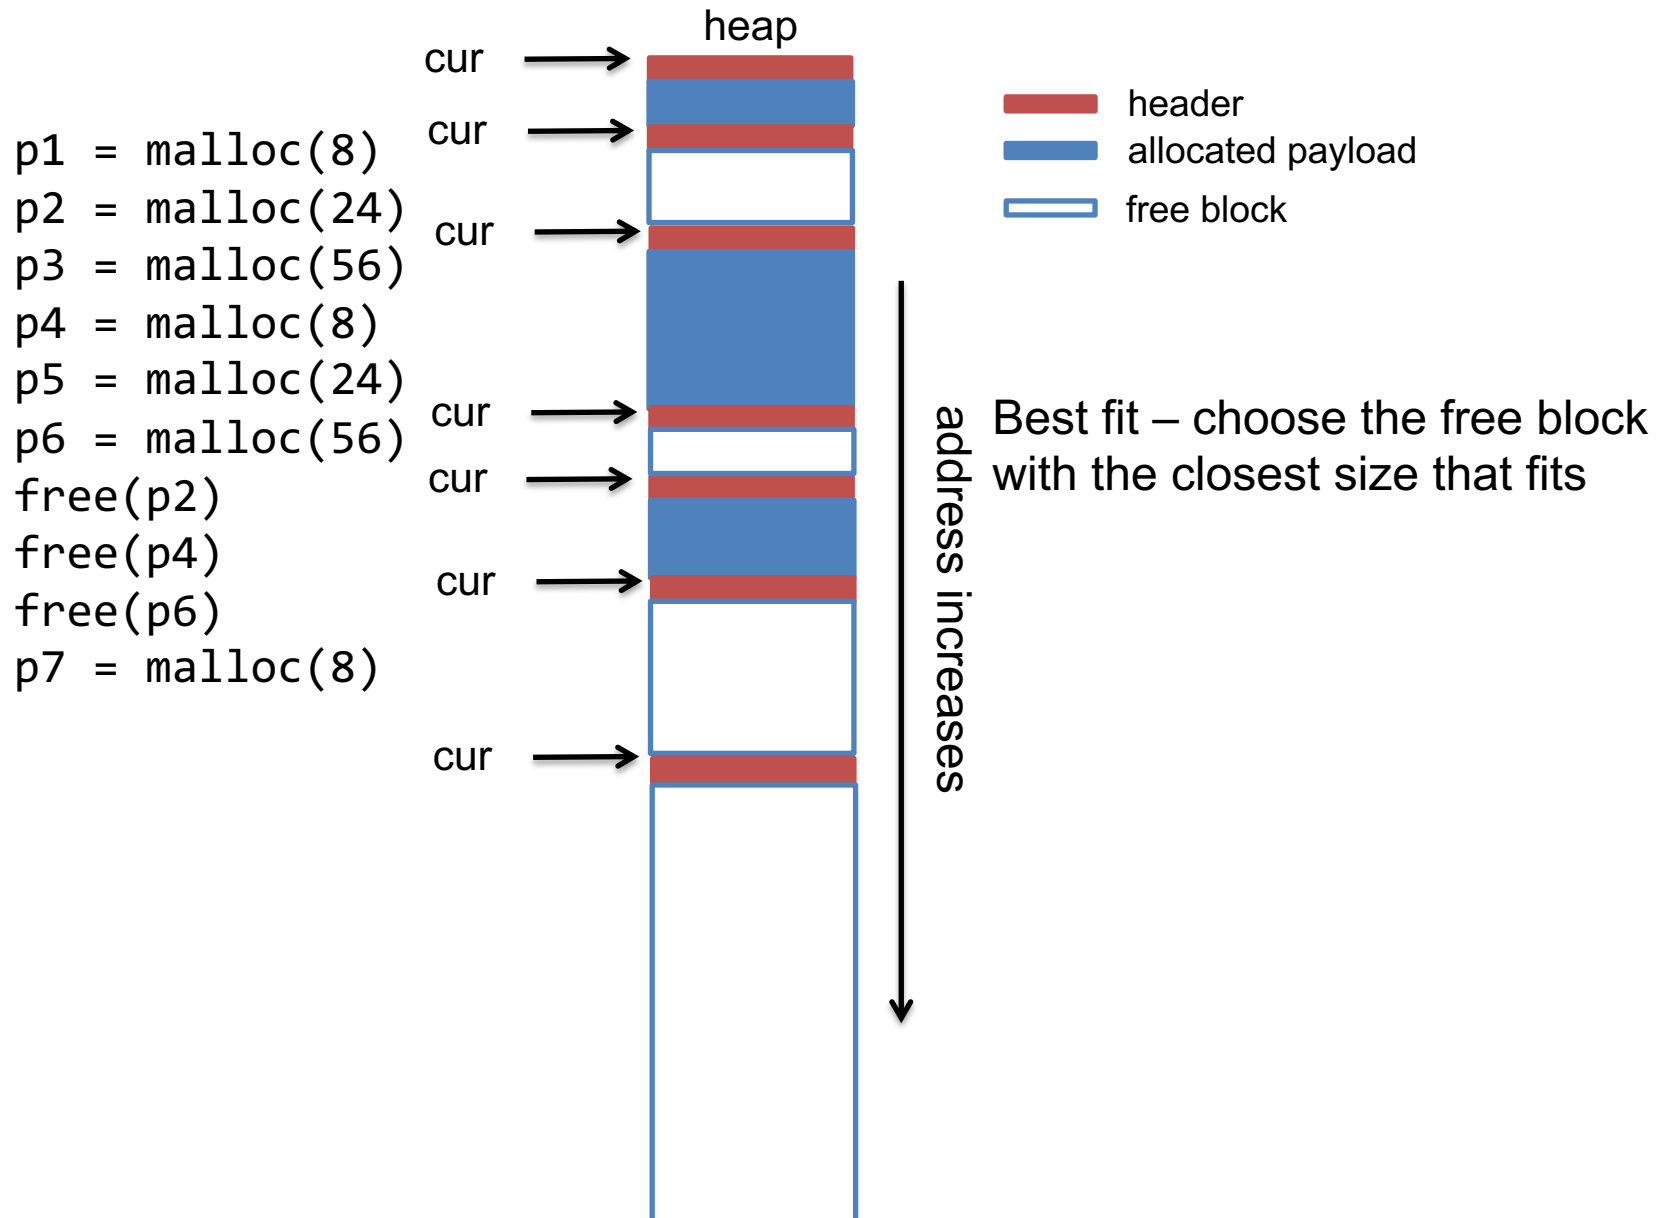 heap
cur
cur
cur
cur
cur
cur
cur
p1 = malloc(8)
p2 = malloc(24)
p3 = malloc(56)
p4 = malloc(8)
p5 = malloc(24)
p6 = malloc(56)
free(p2)
free(p4)
free(p6)
p7 = malloc(8)
header
allocated payload
free block
address increases
Best fit – choose the free block
with the closest size that fits